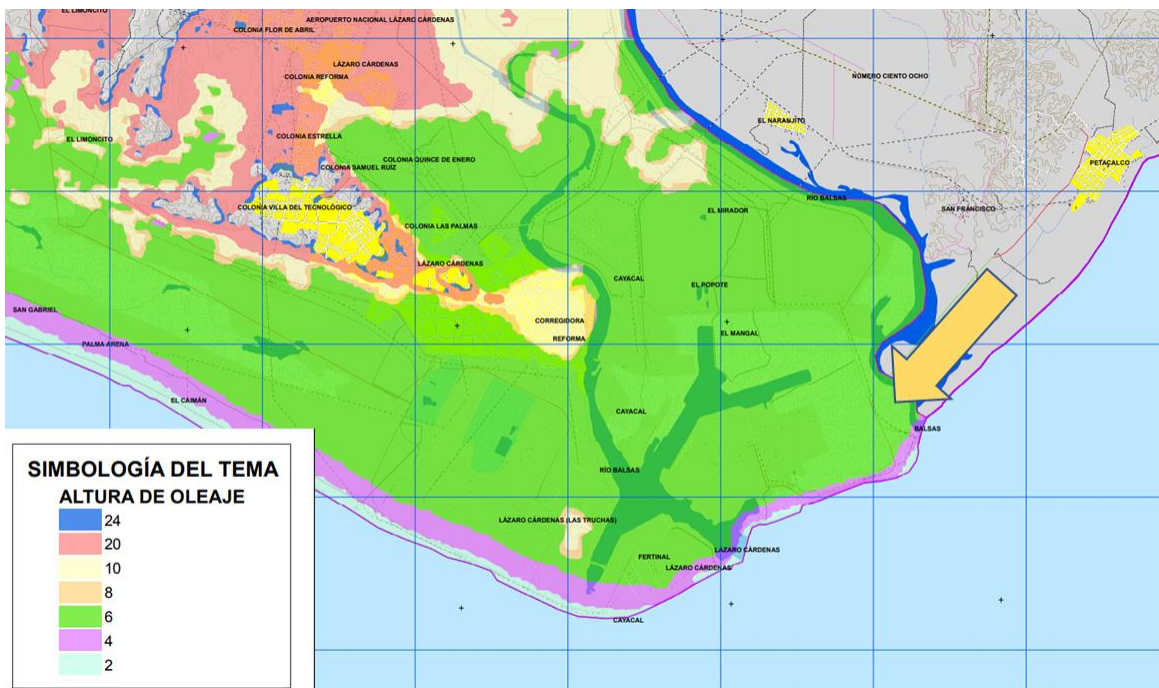 EL LIMONCITO
AEROPUERTO NACIONAL LÁZARO CÁRDENAS
COLONIA FLOR DE ABRIL
LÁZARO CÁRDENAS
COLONIA REFORMA
NÚMERO CIENTO OCHO
EL NARANJITO
EL LIMONCITO
COLONIA ESTRELLA
COLONIA QUINCE DE ENERO
COLONIA SAMUEL RUÍZ
PETACALCO
RÍO BALSAS
COLONIA VILLA DEL TECNOLÓGICO
EL MIRADOR
SAN FRANCISCO
COLONIA LAS PALMAS
LÁZARO CÁRDENAS
CAYACAL
EL POPOTE
SAN GABRIEL
CORREGIDORA
EL MANGAL
REFORMA
PALMA ARENA
EL CAIMÁN
CAYACAL
BALSAS
RÍO BALSAS
LÁZARO CÁRDENAS (LAS TRUCHAS)
LÁZARO CÁRDENAS
FERTINAL
LÁZARO CÁRDENAS
CAYACAL
SIMBOLOGÍA DEL TEMA
ALTURA DE OLEAJE
24
20
10
8
6
4
2